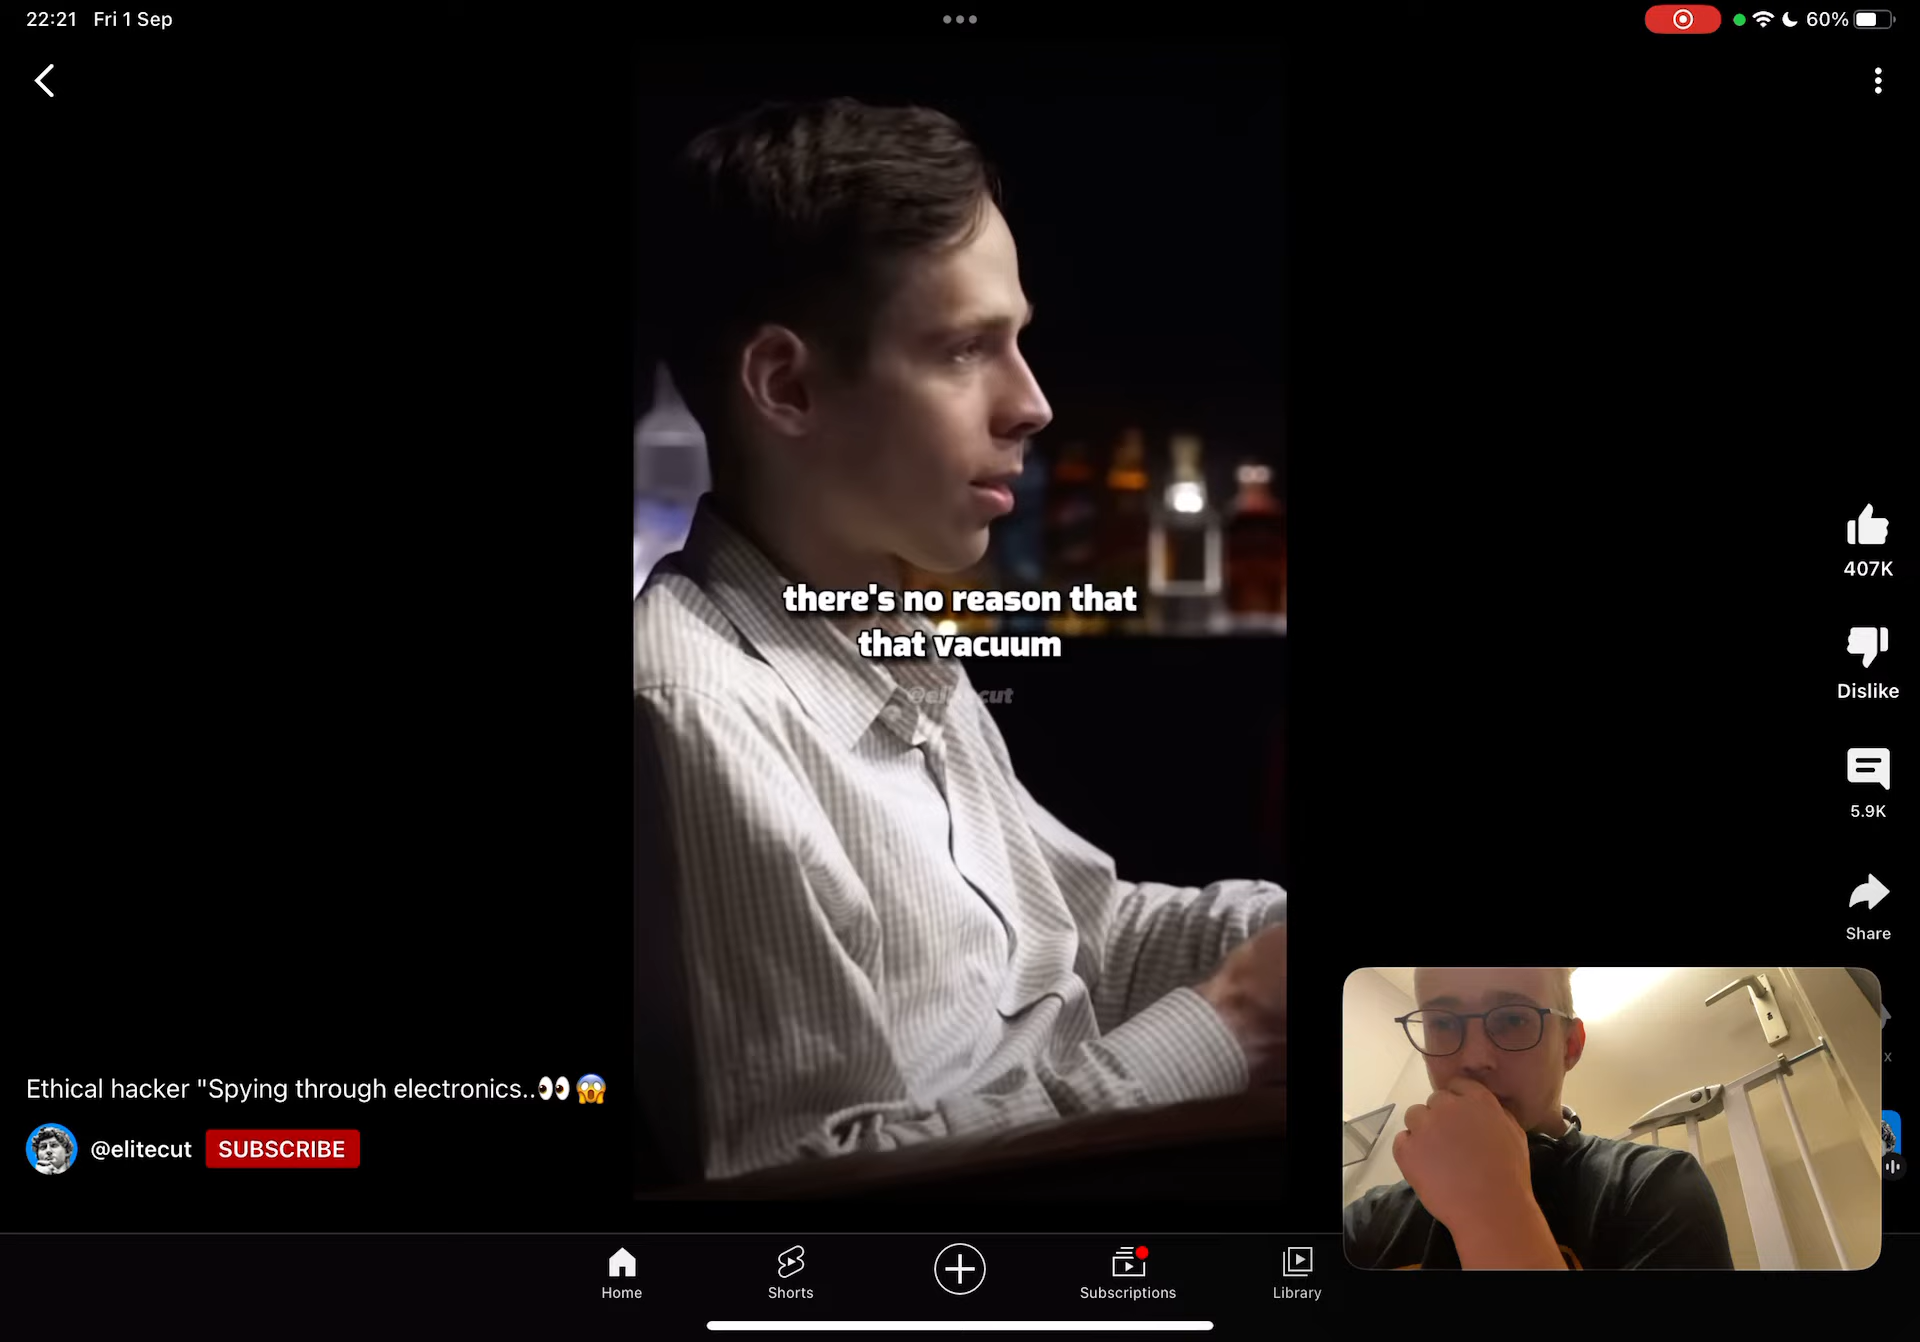 22:21 Fri 1 Sep
60%
there's no reason that
that vacuum
407K
Dislike
5.9K
Share
Ethical hacker "Spying through electronics..👀😱
@elitecut SUBSCRIBE
Home
Shorts
Subscriptions
Library